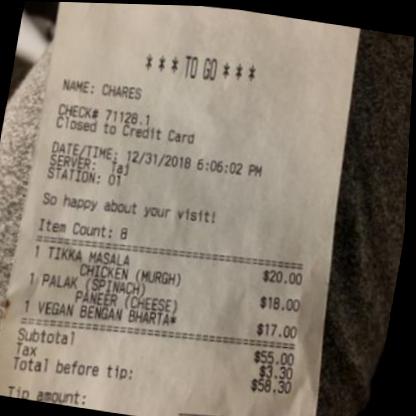 *** TO GO ***
NAME: CHARES
CHECK# 71128.1
Closed to Credit Card
DATE/TIME: 12/31/2018 6:06:02 PM
SERVER: Taj
STATION: 01
So happy about your visit!
Item Count: 8
1 TIKKA MASALA
CHICKEN (MURGH) $20.00
1 PALAK (SPINACH)
PANEER (CHEESE) $18.00
1 VEGAN BENGAN BHARTA* $17.00
Subtotal $55.00
Tax $3.30
Total before tip: $58.30
Tip amount: